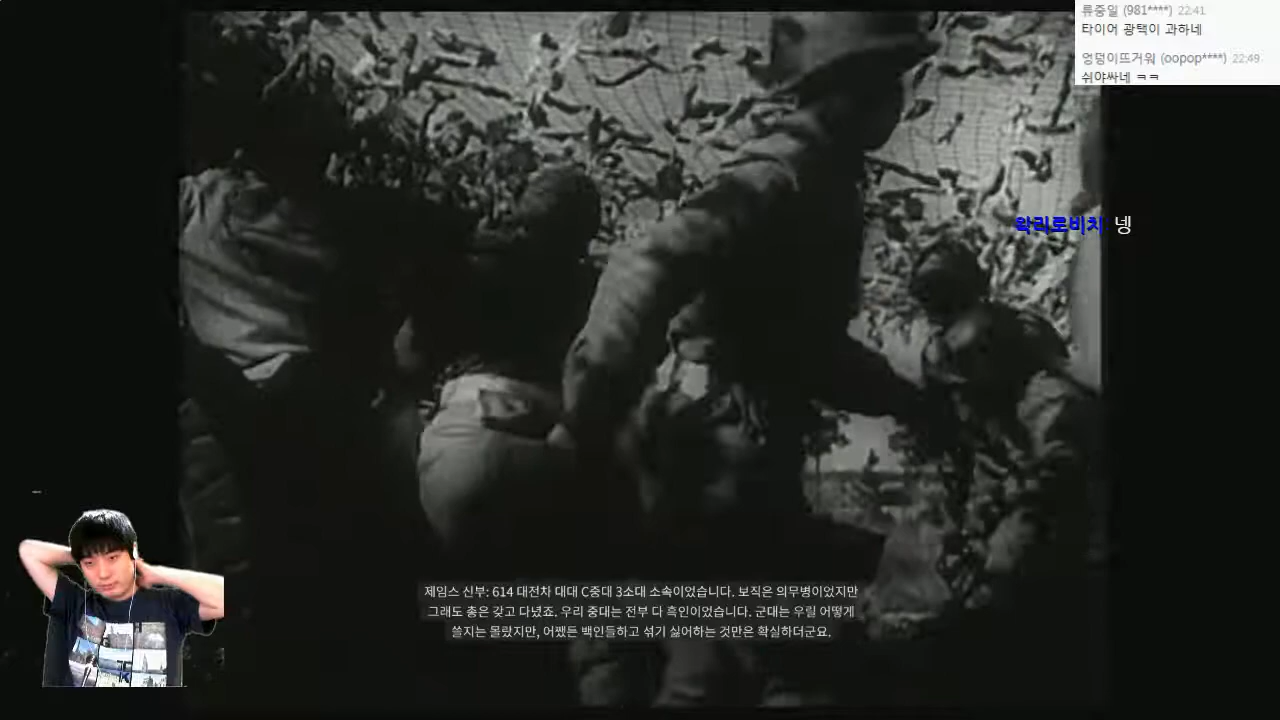 류중일 (981****) 22:41
타이어 광택이 과하네
엉덩이뜨거워 (oopop****) 22:49
쉬야싸네 ㅋㅋ
왁리로비치 넹
제임스 신부: 614 대전차 대대 C중대 3소대 소속이었습니다. 보직은 의무병이었지만
그래도 총은 갖고 다녔죠. 우리 중대는 전부 다 흑인이었습니다. 군대는 우릴 어떻게
쓸지는 몰랐지만, 어쨌든 백인들하고 섞기 싫어하는 것만은 확실하더군요.